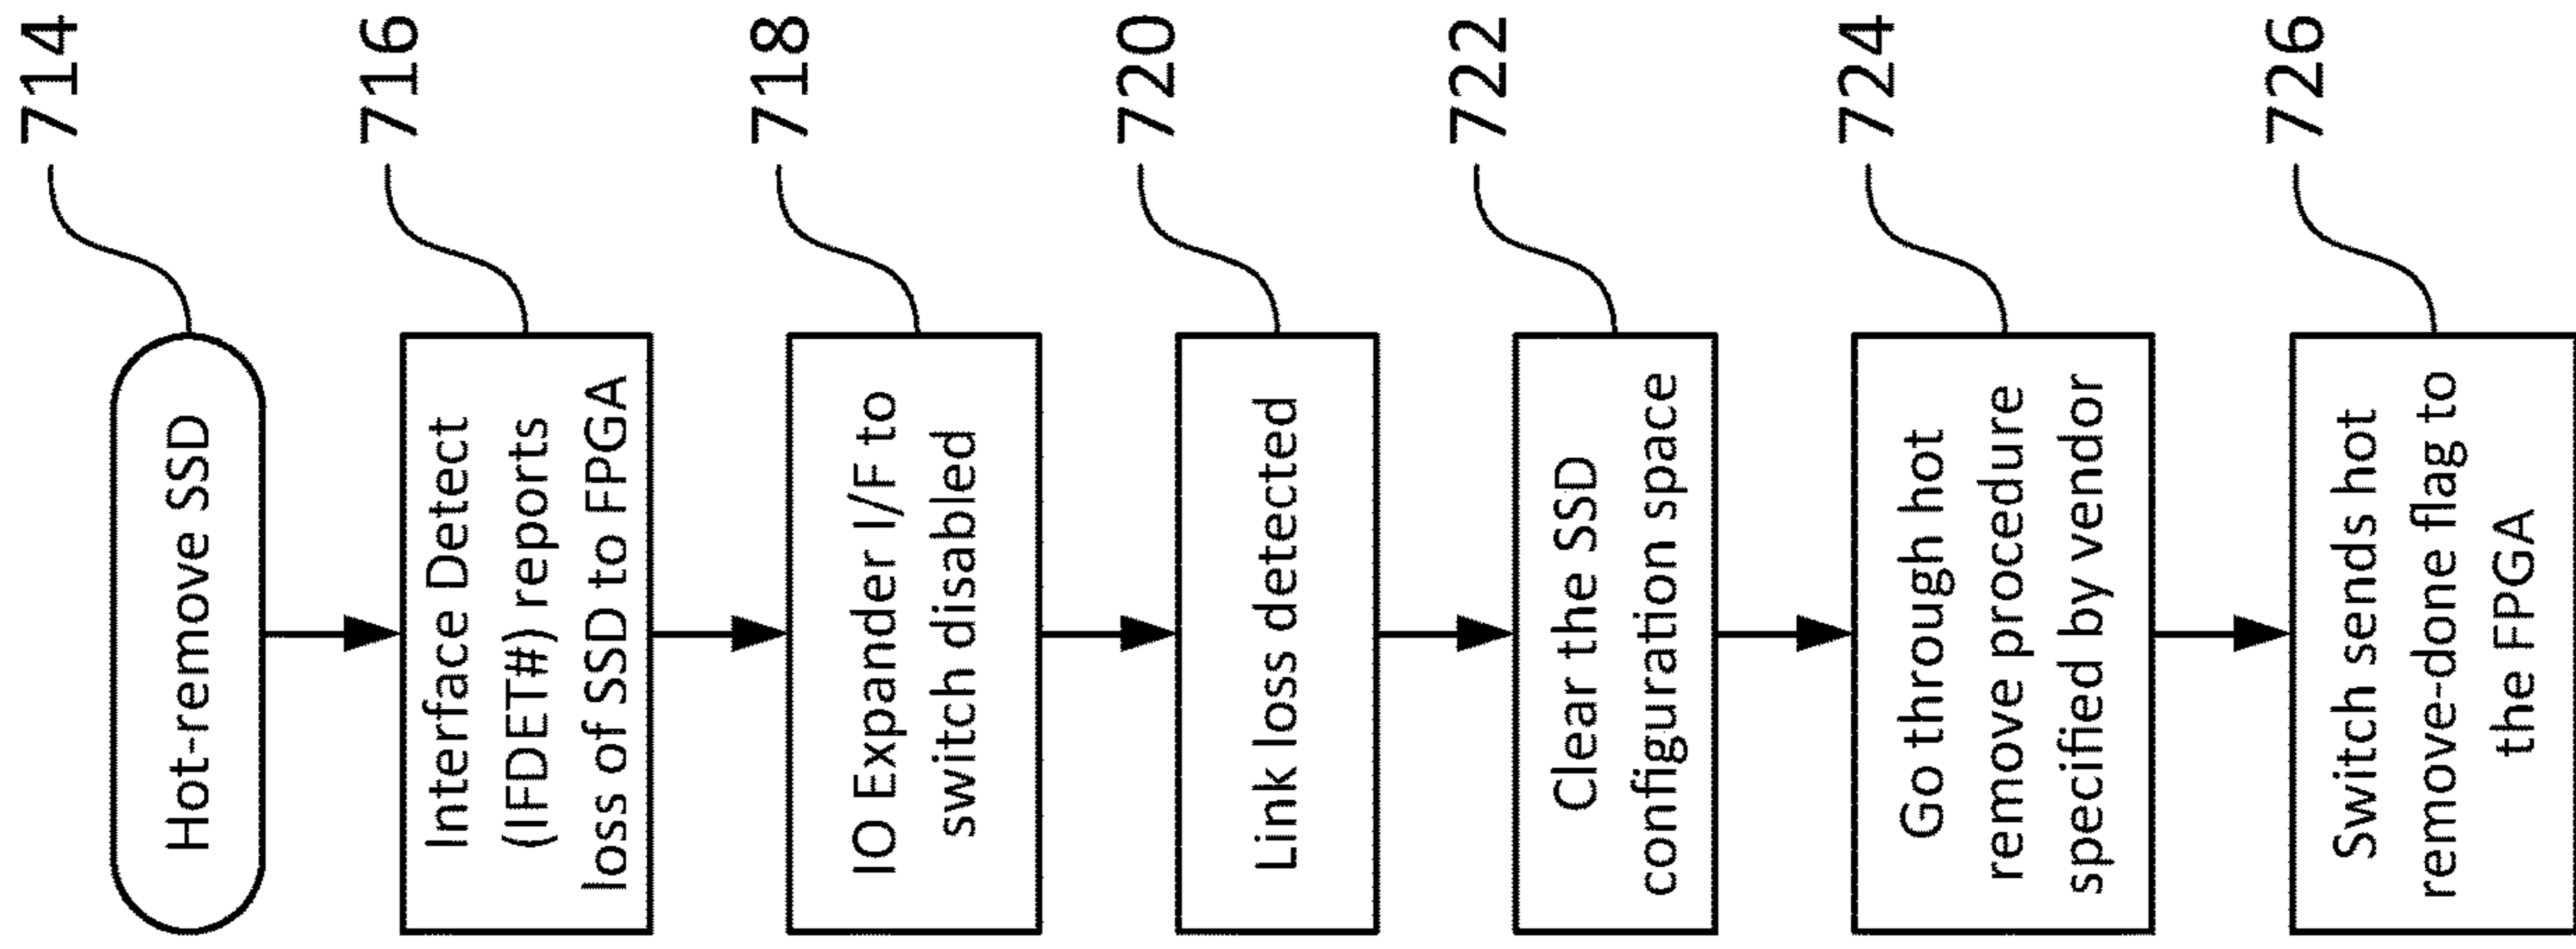 Hot-remove SSD
714
Interface Detect
(IFDET#) reports
loss of SSD to FPGA
716
IO Expander I/F to
switch disabled
718
Link loss detected
720
Clear the SSD
configuration space
722
Go through hot
remove procedure
specified by vendor
724
Switch sends hot
remove-done flag to
the FPGA
726